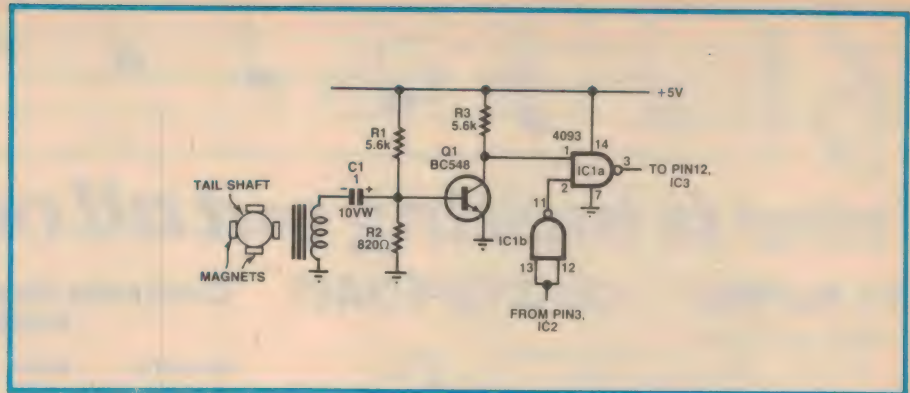 +5V
R1
5.6k
R3
5.6k
4093
14
Q1
BC548
1
IC1a
3
TO PIN12,
IC3
2
7
C1
1
10VW
- +
TAIL SHAFT
11
IC1b
R2
820Ω
MAGNETS
13
12
FROM PIN3,
IC2